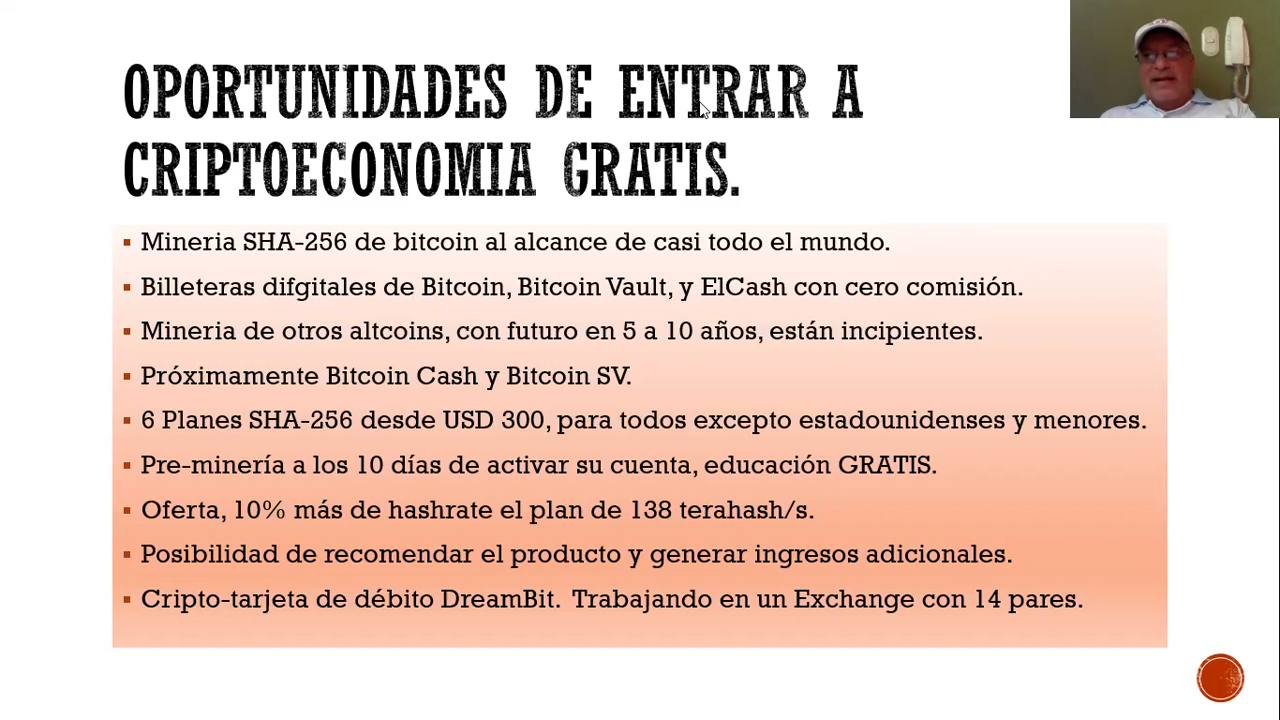 OPORTUNIDADES DE ENTRAR A
CRIPTOECONOMIA GRATIS.
Mineria SHA-256 de bitcoin al alcance de casi todo el mundo.
Billeteras difgitales de Bitcoin, Bitcoin Vault, y ElCash con cero comisión.
Mineria de otros altcoins, con futuro en 5 a 10 años, están incipientes.
Próximamente Bitcoin Cash y Bitcoin SV.
6 Planes SHA-256 desde USD 300, para todos excepto estadounidenses y menores.
Pre-minería a los 10 días de activar su cuenta, educación GRATIS.
Oferta, 10% más de hashrate el plan de 138 terahash/s.
Posibilidad de recomendar el producto y generar ingresos adicionales.
Cripto-tarjeta de débito DreamBit. Trabajando en un Exchange con 14 pares.